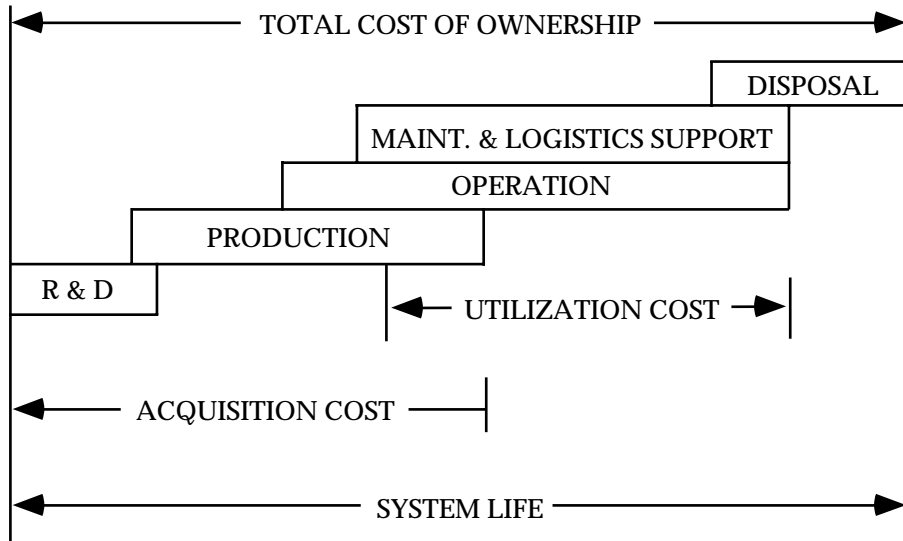 TOTAL COST OF OWNERSHIP
DISPOSAL
MAINT. & LOGISTICS SUPPORT
OPERATION
PRODUCTION
R & D
UTILIZATION COST
ACQUISITION COST
SYSTEM LIFE